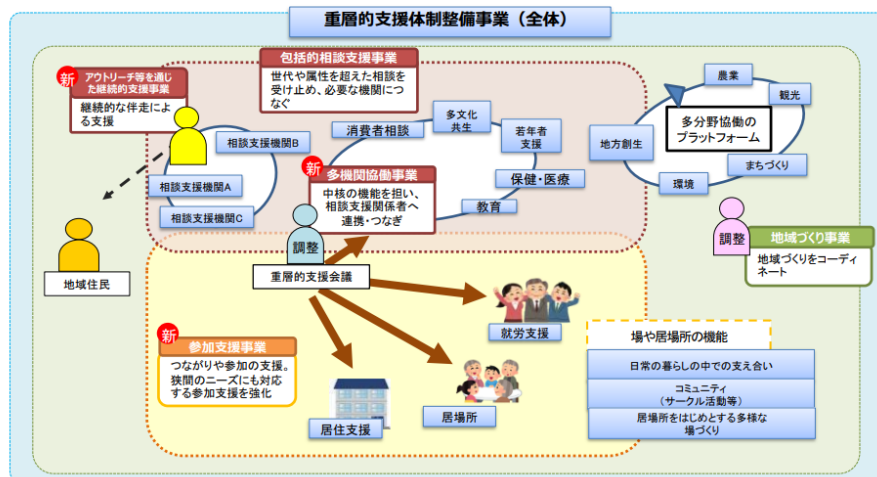 重層的支援体制整備事業（全体）
新
アウトリーチ等を通じ
た継続的支援事業
継続的な伴走によ
る支援
包括的相談支援事業
世代や属性を超えた相談を
受け止め、必要な機関につ
なぐ
相談支援機関B
相談支援機関A
相談支援機関C
消費者相談
多文化
共生
若年者
支援
保健・医療
教育
新
多機関協働事業
中核の機能を担い、
相談支援関係者へ
連携・つなぎ
調整
重層的支援会議
地域住民
農業
観光
多分野協働の
プラットフォーム
地方創生
まちづくり
環境
調整
地域づくり事業
地域づくりをコーディ
ネート
新
参加支援事業
つながりや参加の支援。
狭間のニーズにも対応
する参加支援を強化
就労支援
居場所
居住支援
場や居場所の機能
日常の暮らしの中での支え合い
コミュニティ
（サークル活動等）
居場所をはじめとする多様な
場づくり